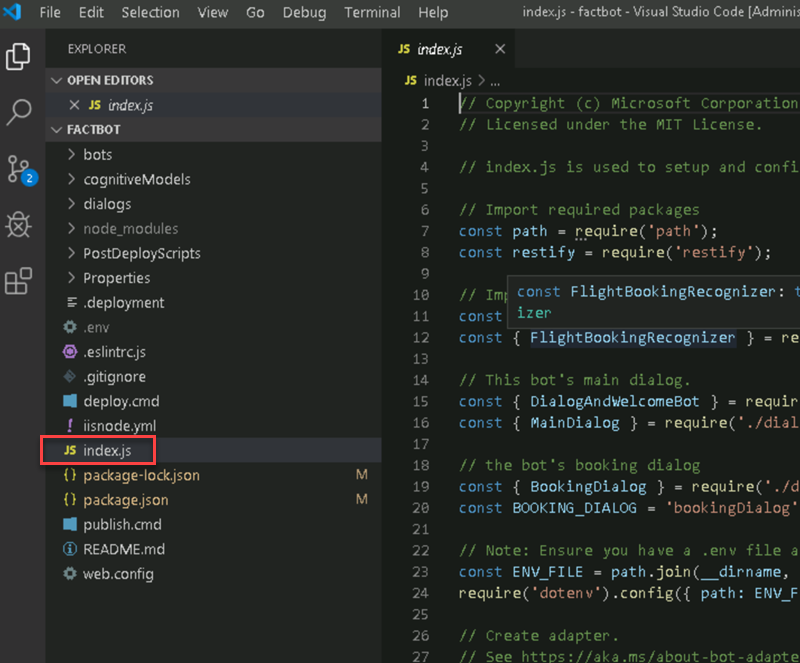 File Edit Selection View Go Debug Terminal Help index.js - factbot - Visual Studio Code [Adminis
EXPLORER
OPEN EDITORS
JS index.js
FACTBOT
bots
cognitiveModels
dialogs
node_modules
PostDeployScripts
Properties
.deployment
.env
.eslintrc.js
.gitignore
deploy.cmd
! iisnode.yml
JS index.js
{} package-lock.json M
{} package.json M
publish.cmd
README.md
web.config
2
JS index.js
JS index.js > ...
1 // Copyright (c) Microsoft Corporation
2 // Licensed under the MIT License.
3
4 // index.js is used to setup and confi
5
6 // Import required packages
7 const path = require('path');
8 const restify = require('restify');
9
10 // Imp
const FlightBookingRecognizer: t
izer
11 const
12 const { FlightBookingRecognizer } = re
13
14 // This bot's main dialog.
15 const { DialogAndWelcomeBot } = requir
16 const { MainDialog } = require('./dial
17
18 // the bot's booking dialog
19 const { BookingDialog } = require('./d
20 const BOOKING_DIALOG = 'bookingDialog'
21
22 // Note: Ensure you have a .env file a
23 const ENV_FILE = path.join(__dirname,
24 require('dotenv').config({ path: ENV_F
25
26 // Create adapter.
27 // See https://aka.ms/about-bot-adapte